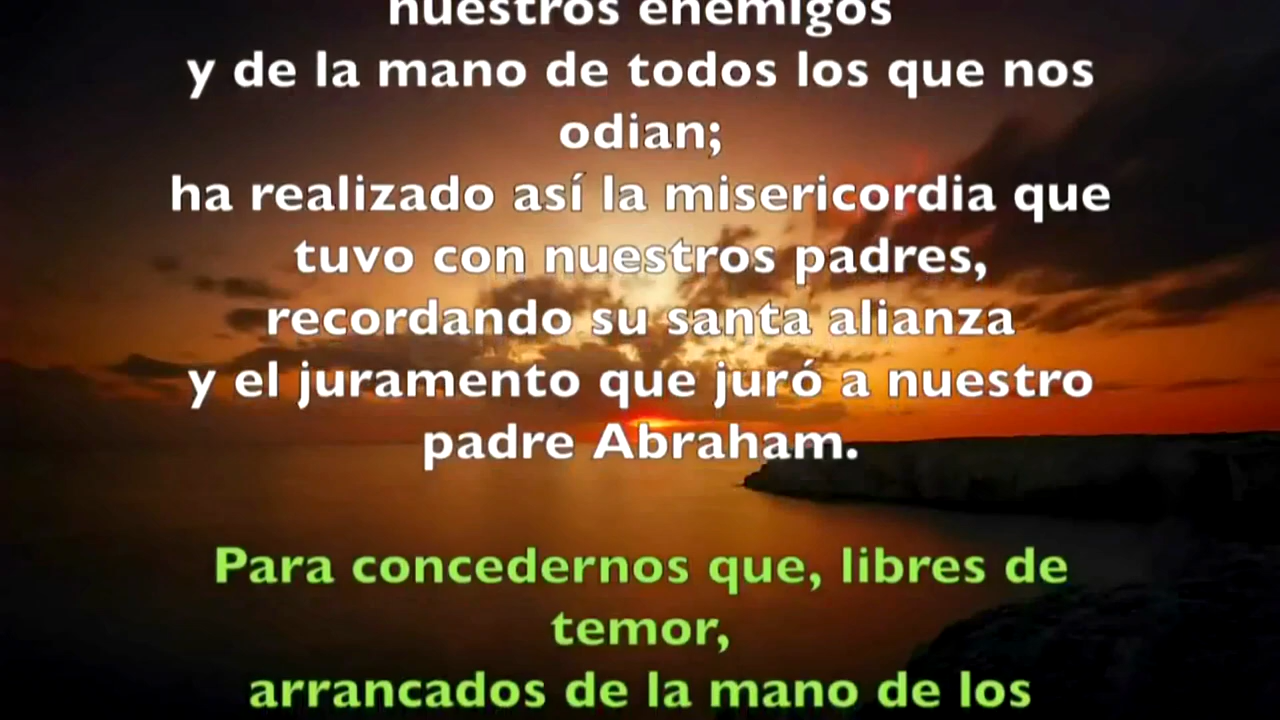 nuestros enemigos
y de la mano de todos los que nos
odian;
ha realizado así la misericordia que
tuvo con nuestros padres,
recordando su santa alianza
y el juramento que juró a nuestro
padre Abraham.
Para concedernos que, libres de
temor,
arrancados de la mano de los